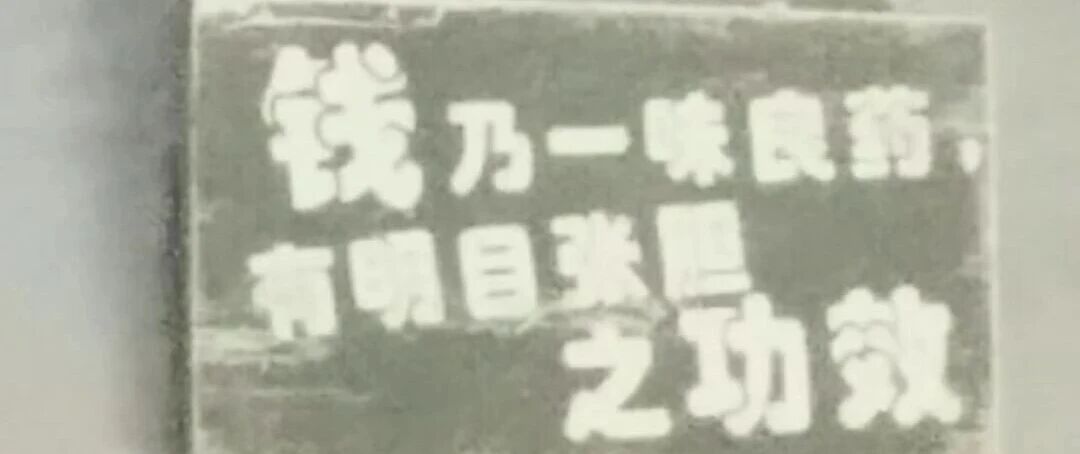 钱乃一味良药，
有明目张胆
之功效